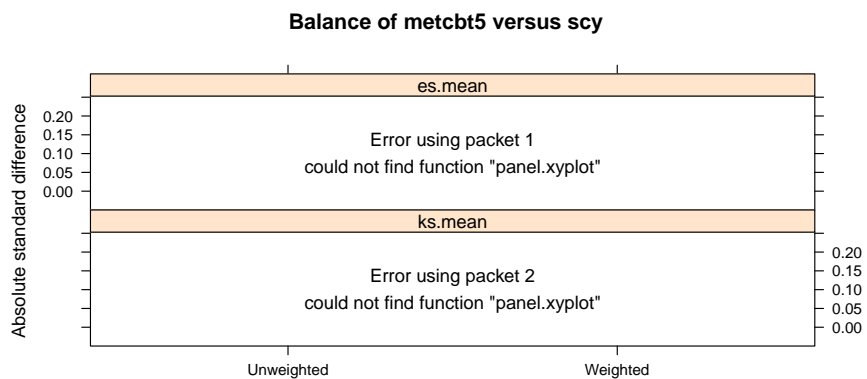 Balance of metcbt5 versus scy
es.mean
Absolute standard difference
0.20
0.15
0.10
0.05
0.00
Error using packet 1
could not find function "panel.xyplot"
ks.mean
Error using packet 2
could not find function "panel.xyplot"
0.20
0.15
0.10
0.05
0.00
Unweighted
Weighted